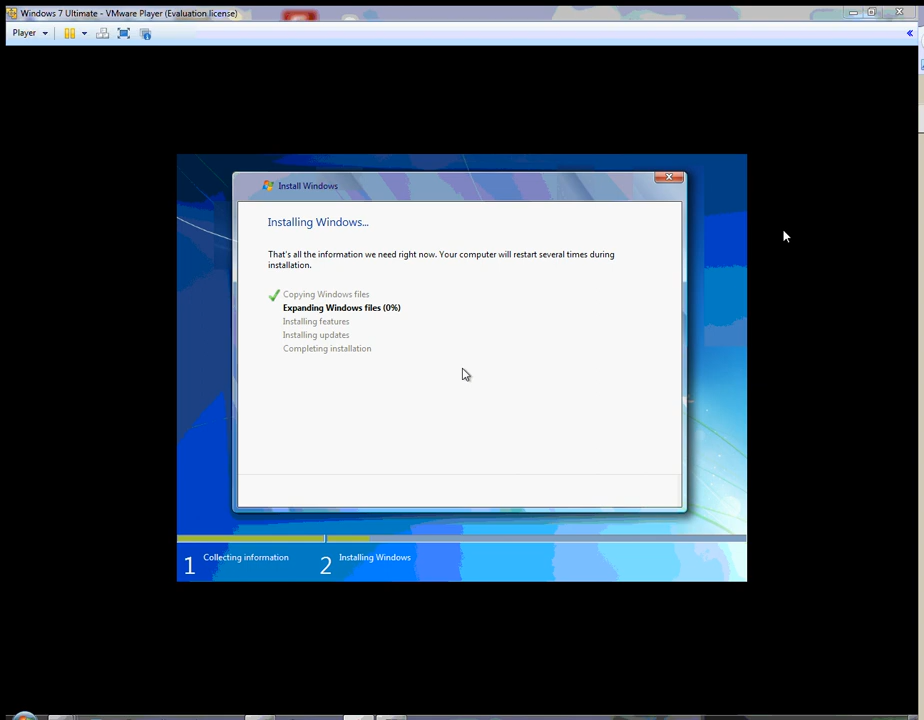 Windows 7 Ultimate - VMware Player (Evaluation license)
Player
Install Windows
Installing Windows...
That's all the information we need right now. Your computer will restart several times during
installation.
Copying Windows files
Expanding Windows files (0%)
Installing features
Installing updates
Completing installation
1 Collecting information
2 Installing Windows